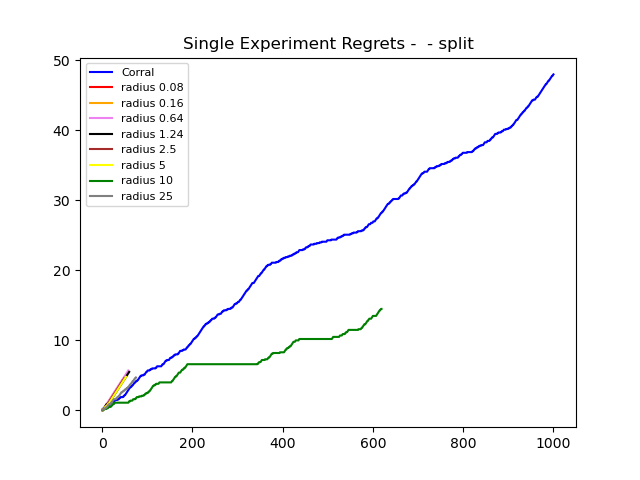 Single Experiment Regrets -  - split
50
40
30
20
10
0
Corral
radius 0.08
radius 0.16
radius 0.64
radius 1.24
radius 2.5
radius 5
radius 10
radius 25
0 200 400 600 800 1000